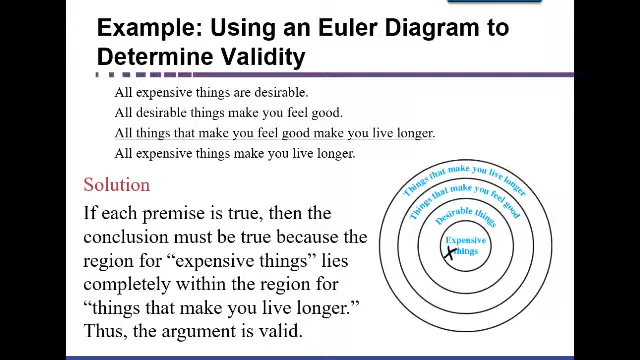 Example: Using an Euler Diagram to
Determine Validity
All expensive things are desirable.
All desirable things make you feel good.
All things that make you feel good make you live longer.
All expensive things make you live longer.
Solution
If each premise is true, then the
conclusion must be true because the
region for “expensive things” lies
completely within the region for
“things that make you live longer.”
Thus, the argument is valid.
Things that make you live longer
Things that make you feel good
Desirable things
Expensive
things